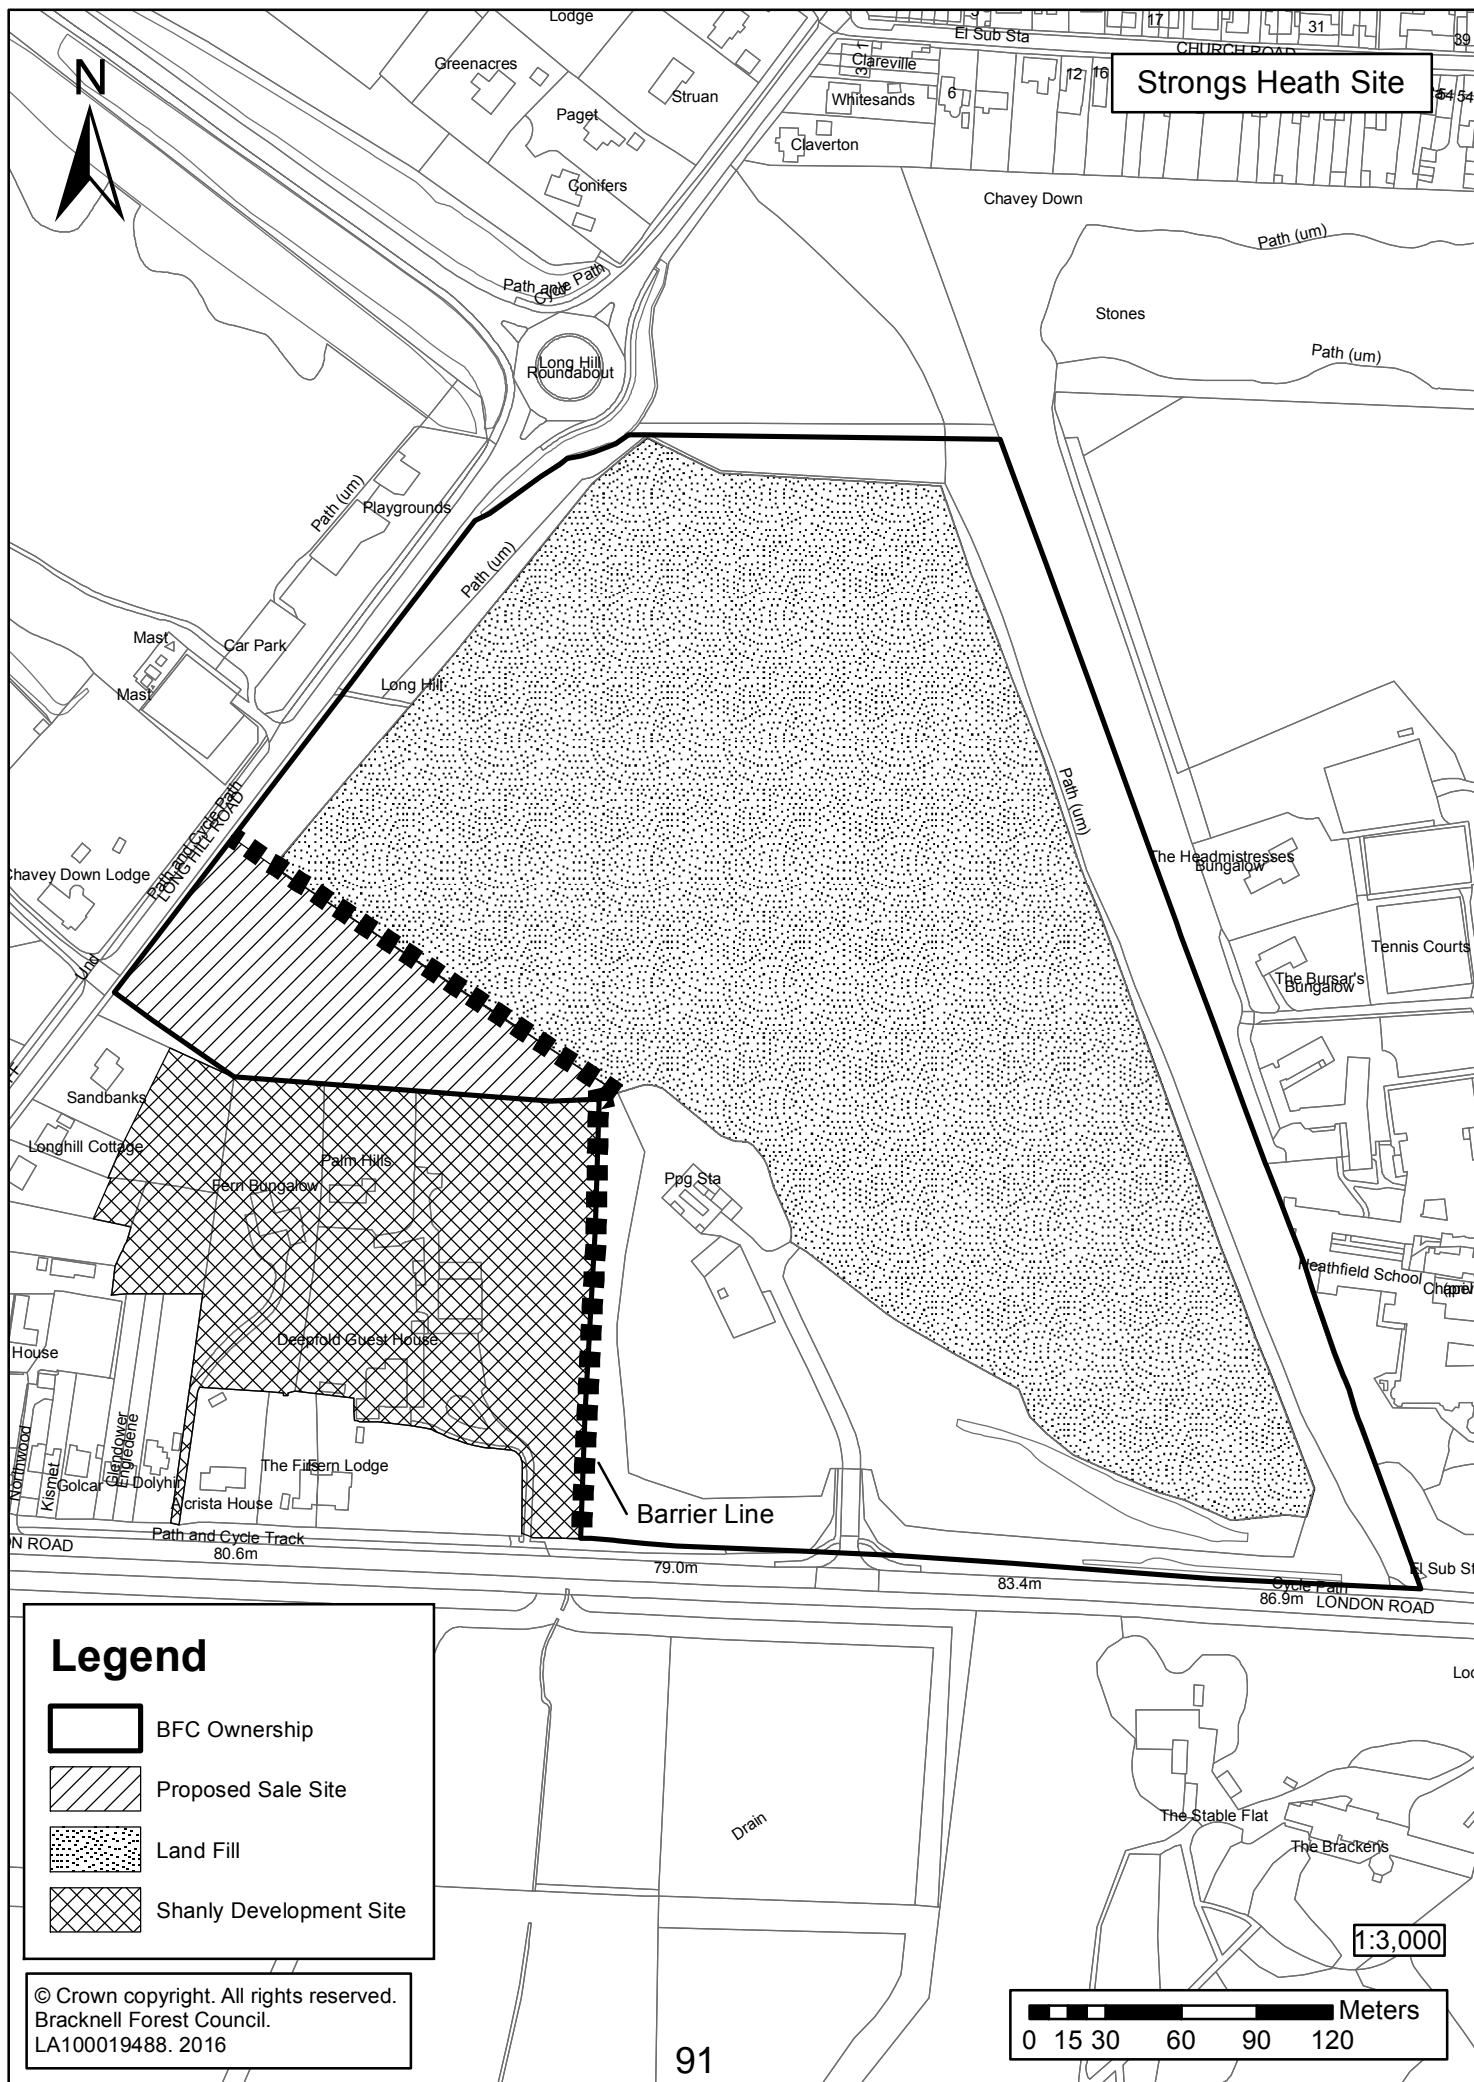 Lodge
El Sub Sta
17
31
39
CHURCH ROAD
N
Greenacres
Clareville
Struan
Whitesands
6
12
16
Strongs Heath Site
54
Paget
Claverton
Conifers
Chavey Down
Path (um)
Path and
Cycle Path
Stones
Path (um)
Long Hill
Roundabout
Playgrounds
Path (um)
Path (um)
Mast
Car Park
Mast
Long Hill
Path (um)
Path and Cycle Path
LONG HILL ROAD
Chavey Down Lodge
The Headmistresses
Bungalow
Tennis Courts
Und
The Bursar's
Bungalow
Sandbanks
Longhill Cottage
Palm Hills
Fern Bungalow
Ppg Sta
Heathfield School
House
Deepfold Guest House
Northwood
Kismet
Golcar
Glendower
Engledene
Dolyhir
The Firs
Fern Lodge
Acrista House
Barrier Line
Path and Cycle Track
ON ROAD
80.6m
79.0m
83.4m
Cycle Path
86.9m
LONDON ROAD
El Sub St
Legend
BFC Ownership
Proposed Sale Site
Land Fill
Shanly Development Site
Drain
The Stable Flat
The Brackens
1:3,000
© Crown copyright. All rights reserved.
Bracknell Forest Council.
LA100019488. 2016
91
Meters
0 15 30 60 90 120